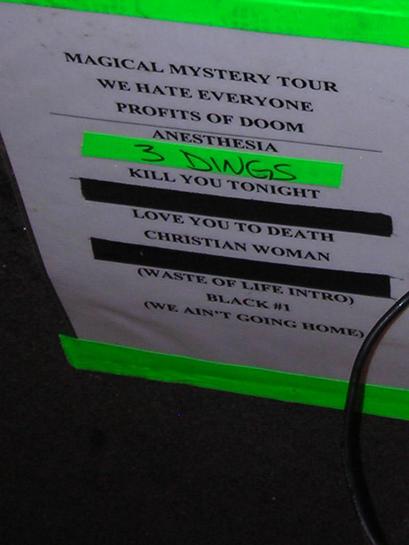 MAGICAL MYSTERY TOUR
WE HATE EVERYONE
PROFITS OF DOOM
ANESTHESIA
3 DINGS
KILL YOU TONIGHT
LOVE YOU TO DEATH
CHRISTIAN WOMAN
(WASTE OF LIFE INTRO)
BLACK #1
(WE AIN'T GOING HOME)